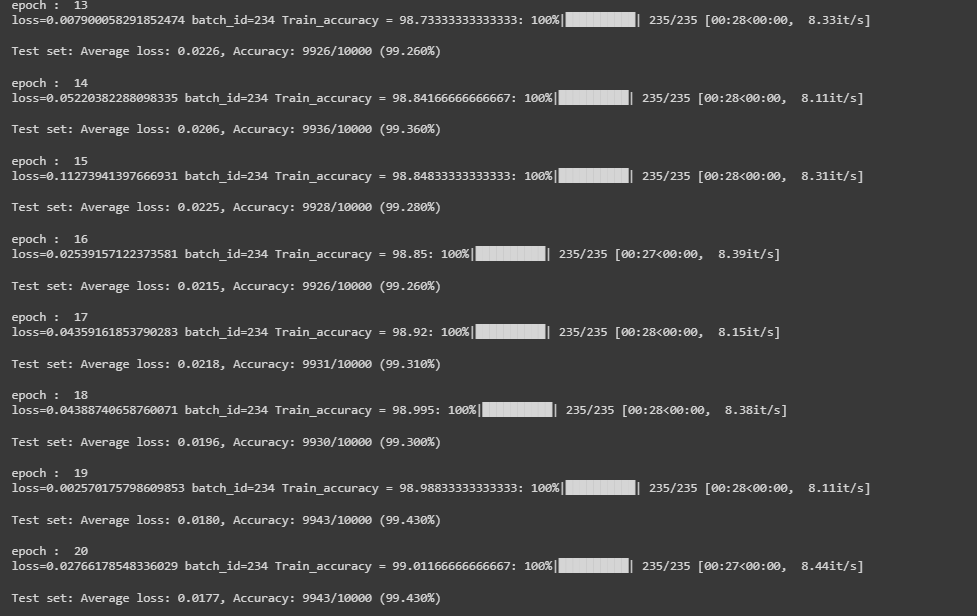 epoch :  13
loss=0.007900058291852474 batch_id=234 Train_accuracy = 98.73333333333333: 100%|██████████| 235/235 [00:28<00:00,  8.33it/s]
Test set: Average loss: 0.0226, Accuracy: 9926/10000 (99.260%)
epoch :  14
loss=0.05220382288098335 batch_id=234 Train_accuracy = 98.84166666666667: 100%|██████████| 235/235 [00:28<00:00,  8.11it/s]
Test set: Average loss: 0.0206, Accuracy: 9936/10000 (99.360%)
epoch :  15
loss=0.11273941397666931 batch_id=234 Train_accuracy = 98.84833333333333: 100%|██████████| 235/235 [00:28<00:00,  8.31it/s]
Test set: Average loss: 0.0225, Accuracy: 9928/10000 (99.280%)
epoch :  16
loss=0.02539157122373581 batch_id=234 Train_accuracy = 98.85: 100%|██████████| 235/235 [00:27<00:00,  8.39it/s]
Test set: Average loss: 0.0215, Accuracy: 9926/10000 (99.260%)
epoch :  17
loss=0.04359161853790283 batch_id=234 Train_accuracy = 98.92: 100%|██████████| 235/235 [00:28<00:00,  8.15it/s]
Test set: Average loss: 0.0218, Accuracy: 9931/10000 (99.310%)
epoch :  18
loss=0.04388740658760071 batch_id=234 Train_accuracy = 98.995: 100%|██████████| 235/235 [00:28<00:00,  8.38it/s]
Test set: Average loss: 0.0196, Accuracy: 9930/10000 (99.300%)
epoch :  19
loss=0.002570175798609853 batch_id=234 Train_accuracy = 98.98833333333333: 100%|██████████| 235/235 [00:28<00:00,  8.11it/s]
Test set: Average loss: 0.0180, Accuracy: 9943/10000 (99.430%)
epoch :  20
loss=0.02766178548336029 batch_id=234 Train_accuracy = 99.01166666666667: 100%|██████████| 235/235 [00:27<00:00,  8.44it/s]
Test set: Average loss: 0.0177, Accuracy: 9943/10000 (99.430%)